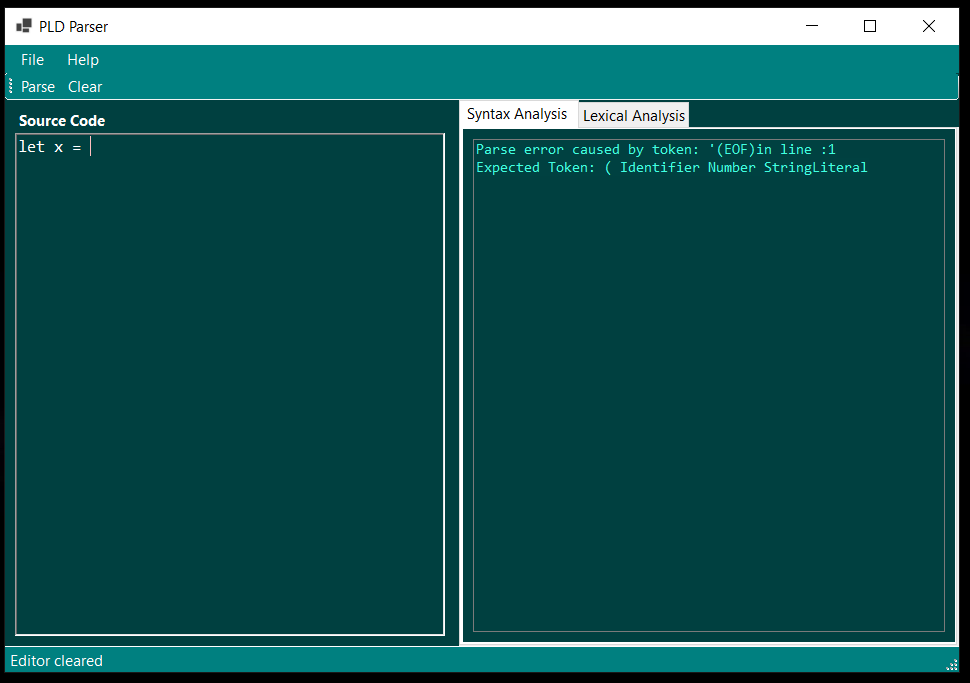 PLD Parser
File Help
Parse Clear
Source Code
let x =
Syntax Analysis Lexical Analysis
Parse error caused by token: '(EOF)in line :1
Expected Token: ( Identifier Number StringLiteral
Editor cleared